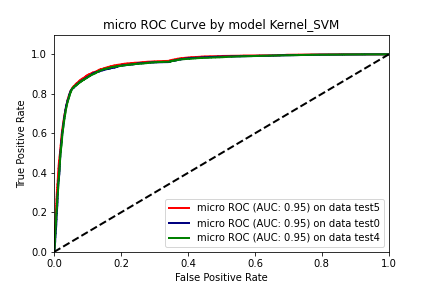 micro ROC Curve by model Kernel_SVM
True Positive Rate
1.0
0.8
0.6
0.4
0.2
0.0
micro ROC (AUC: 0.95) on data test5
micro ROC (AUC: 0.95) on data test0
micro ROC (AUC: 0.95) on data test4
0.0 0.2 0.4 0.6 0.8 1.0
False Positive Rate